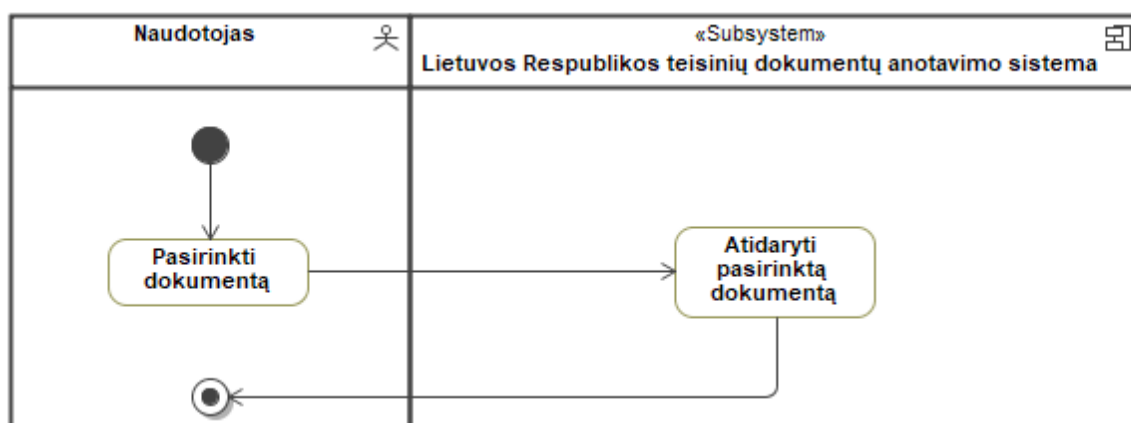 Naudotojas
«Subsystem»
Lietuvos Respublikos teisinių dokumentų anotavimo sistema
Pasirinkti
dokumentą
Atidaryti
pasirinktą
dokumentą